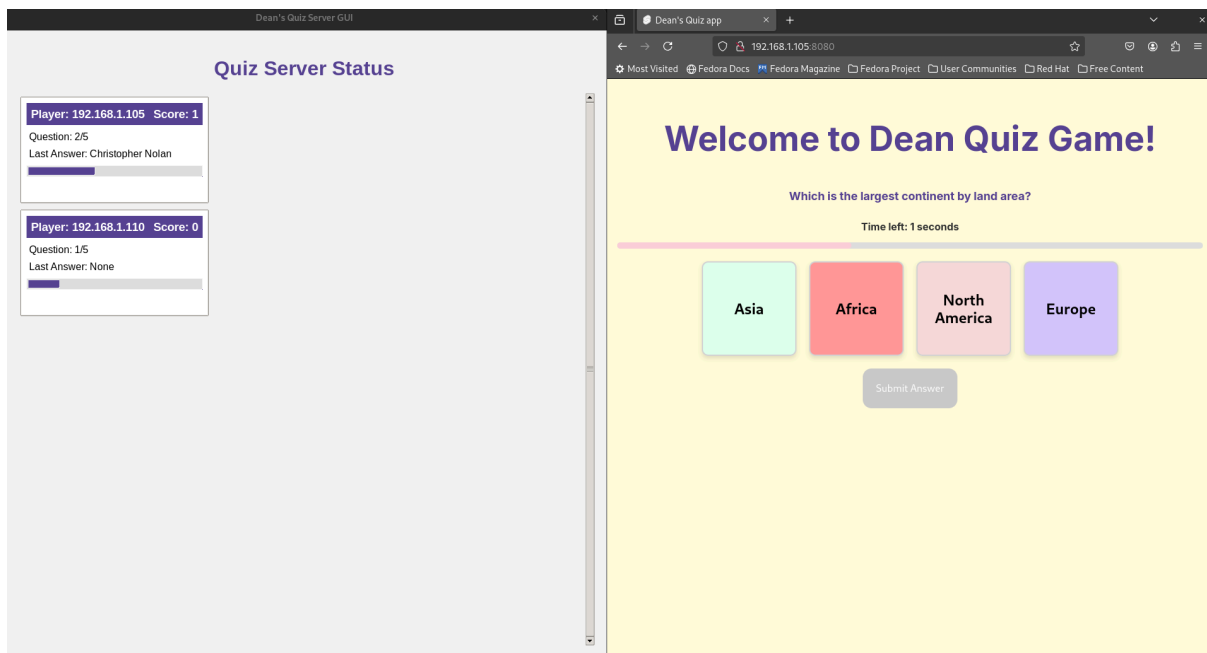 Dean's Quiz Server GUI
Quiz Server Status
Player: 192.168.1.105 Score: 1
Question: 2/5
Last Answer: Christopher Nolan
Player: 192.168.1.110 Score: 0
Question: 1/5
Last Answer: None
Dean's Quiz app
192.168.1.105:8080
Most Visited Fedora Docs Fedora Magazine Fedora Project User Communities Red Hat Free Content
Welcome to Dean Quiz Game!
Which is the largest continent by land area?
Time left: 1 seconds
Asia
Africa
North
America
Europe
Submit Answer